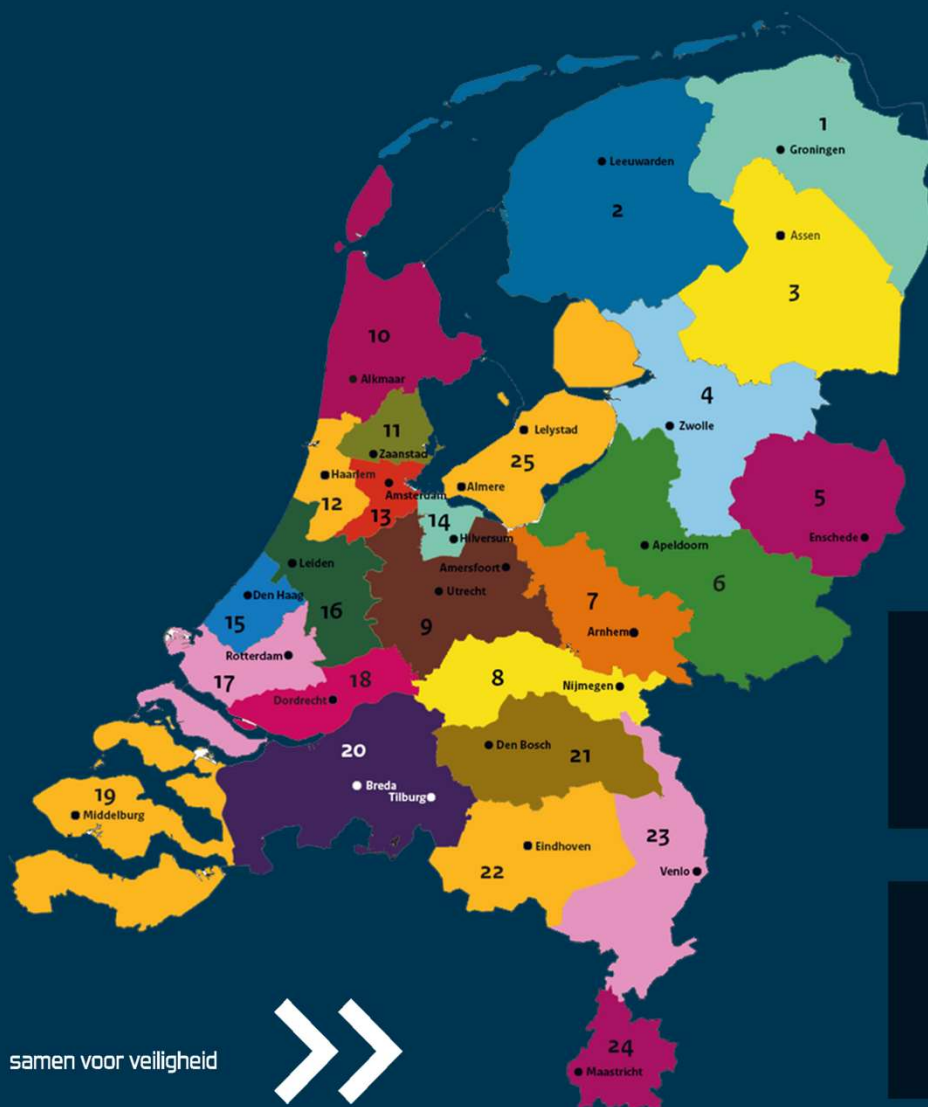 1
Groningen
Leeuwarden
2
Assen
3
10
Alkmaar
4
Zwolle
11
Zaanstad
Lelystad
25
Haarlem
12
Amsterdam
13
Almere
14
Hilversum
5
Enschede
Apeldoorn
6
Leiden
Amersfoort
Utrecht
Den Haag
15
16
9
7
Arnhem
Rotterdam
17
18
Dordrecht
8
Nijmegen
20
Den Bosch
21
Breda
Tilburg
19
Middelburg
23
Eindhoven
22
Venlo
24
Maastricht
samen voor veiligheid